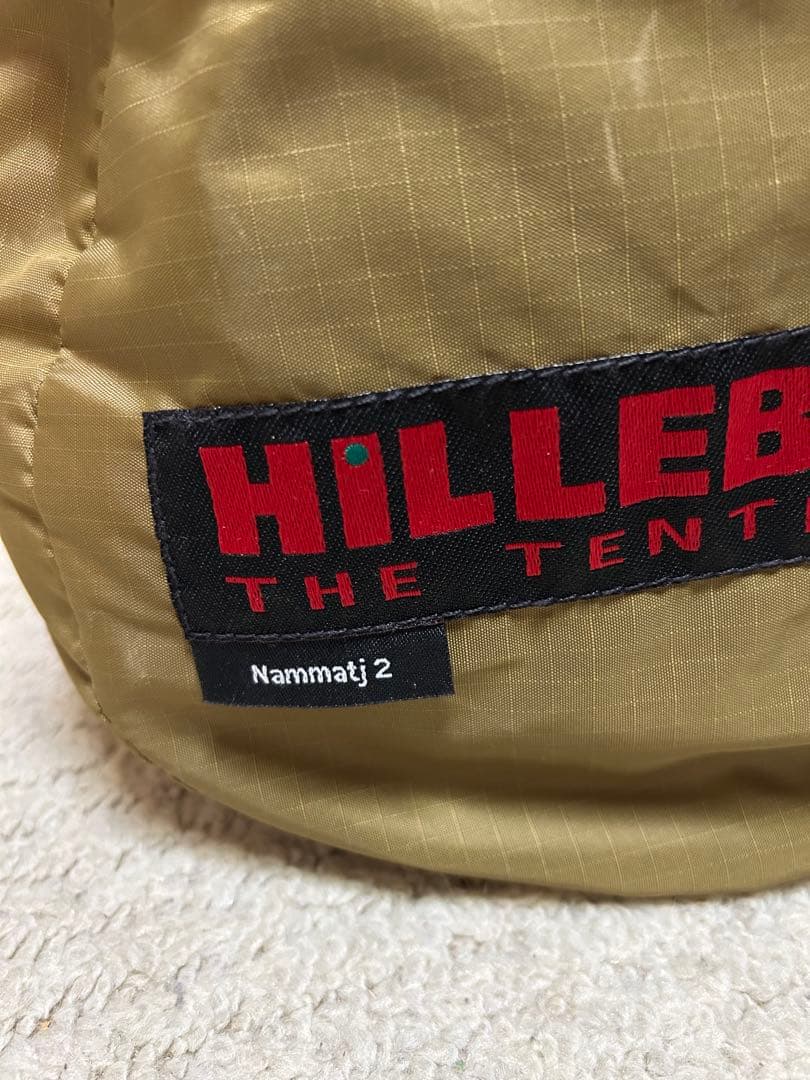 HiLLEB
THE TENT
Nammatj 2